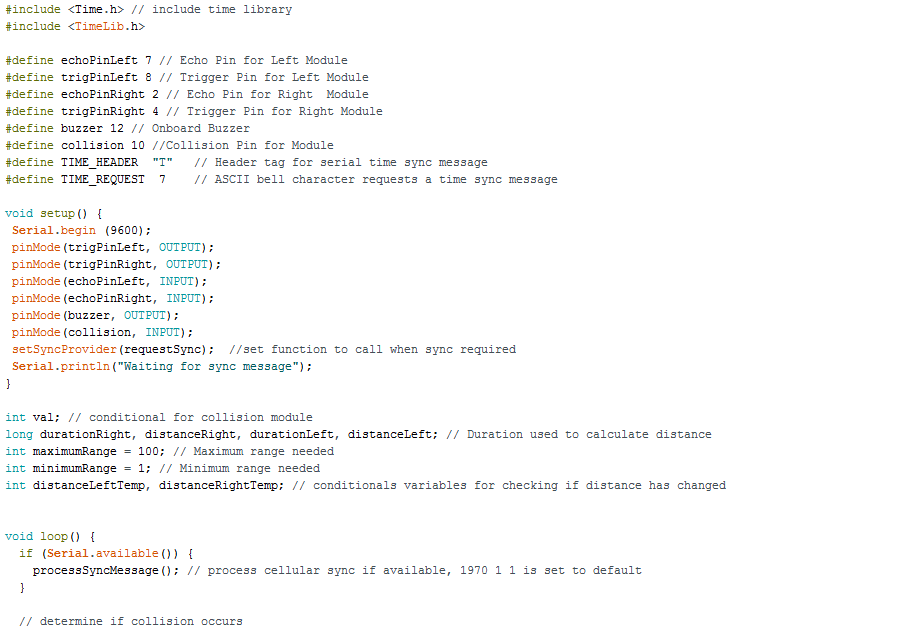 #include <Time.h> // include time library
#include <TimeLib.h>

#define echoPinLeft 7 // Echo Pin for Left Module
#define trigPinLeft 8 // Trigger Pin for Left Module
#define echoPinRight 2 // Echo Pin for Right  Module
#define trigPinRight 4 // Trigger Pin for Right Module
#define buzzer 12 // Onboard Buzzer
#define collision 10 //Collision Pin for Module
#define TIME_HEADER  "T"   // Header tag for serial time sync message
#define TIME_REQUEST  7    // ASCII bell character requests a time sync message

void setup() {
 Serial.begin (9600);
 pinMode(trigPinLeft, OUTPUT);
 pinMode(trigPinRight, OUTPUT);
 pinMode(echoPinLeft, INPUT);
 pinMode(echoPinRight, INPUT);
 pinMode(buzzer, OUTPUT);
 pinMode(collision, INPUT);
 setSyncProvider(requestSync);  //set function to call when sync required
 Serial.println("Waiting for sync message");
}

int val; // conditional for collision module
long durationRight, distanceRight, durationLeft, distanceLeft; // Duration used to calculate distance
int maximumRange = 100; // Maximum range needed
int minimumRange = 1; // Minimum range needed
int distanceLeftTemp, distanceRightTemp; // conditionals variables for checking if distance has changed


void loop() {
  if (Serial.available()) {
    processSyncMessage(); // process cellular sync if available, 1970 1 1 is set to default
  }

  // determine if collision occurs